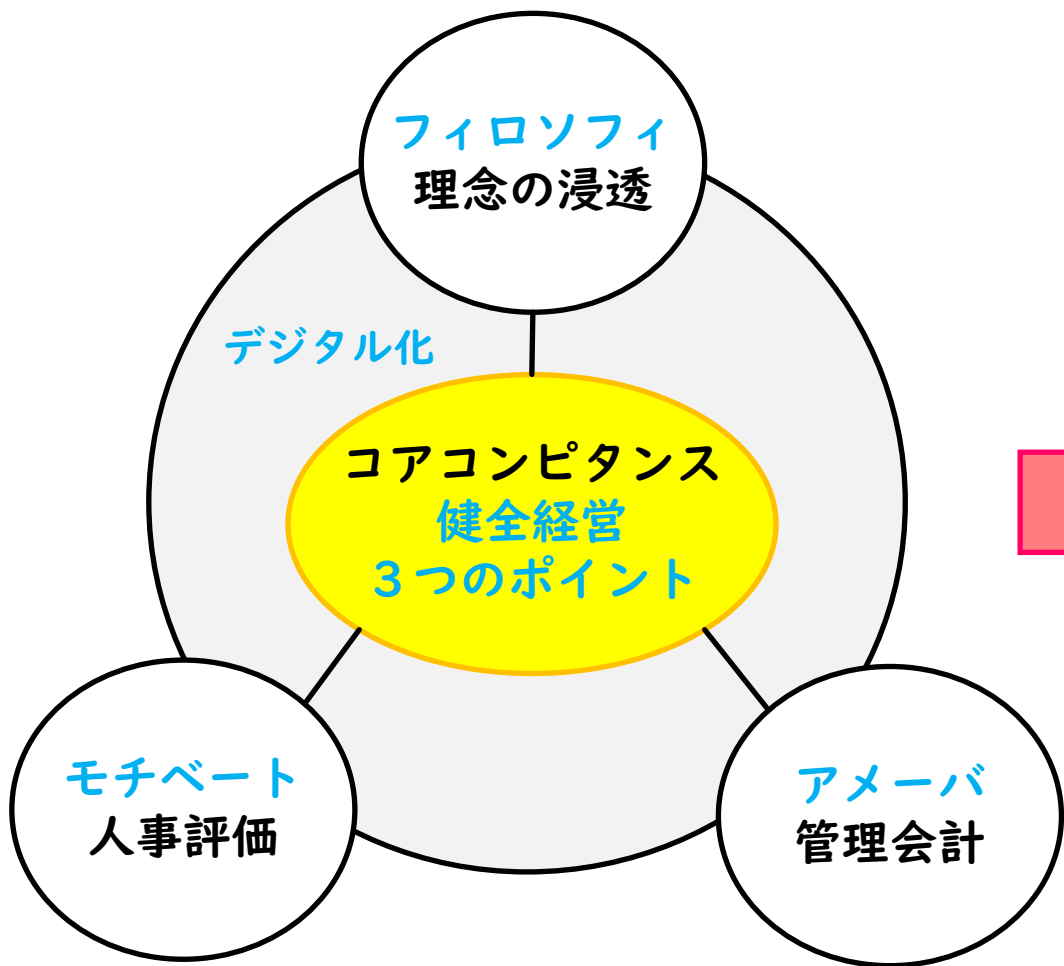 フィロソフィ
理念の浸透
デジタル化
コアコンピタンス
健全経営
３つのポイント
モチベート
人事評価
アメーバ
管理会計